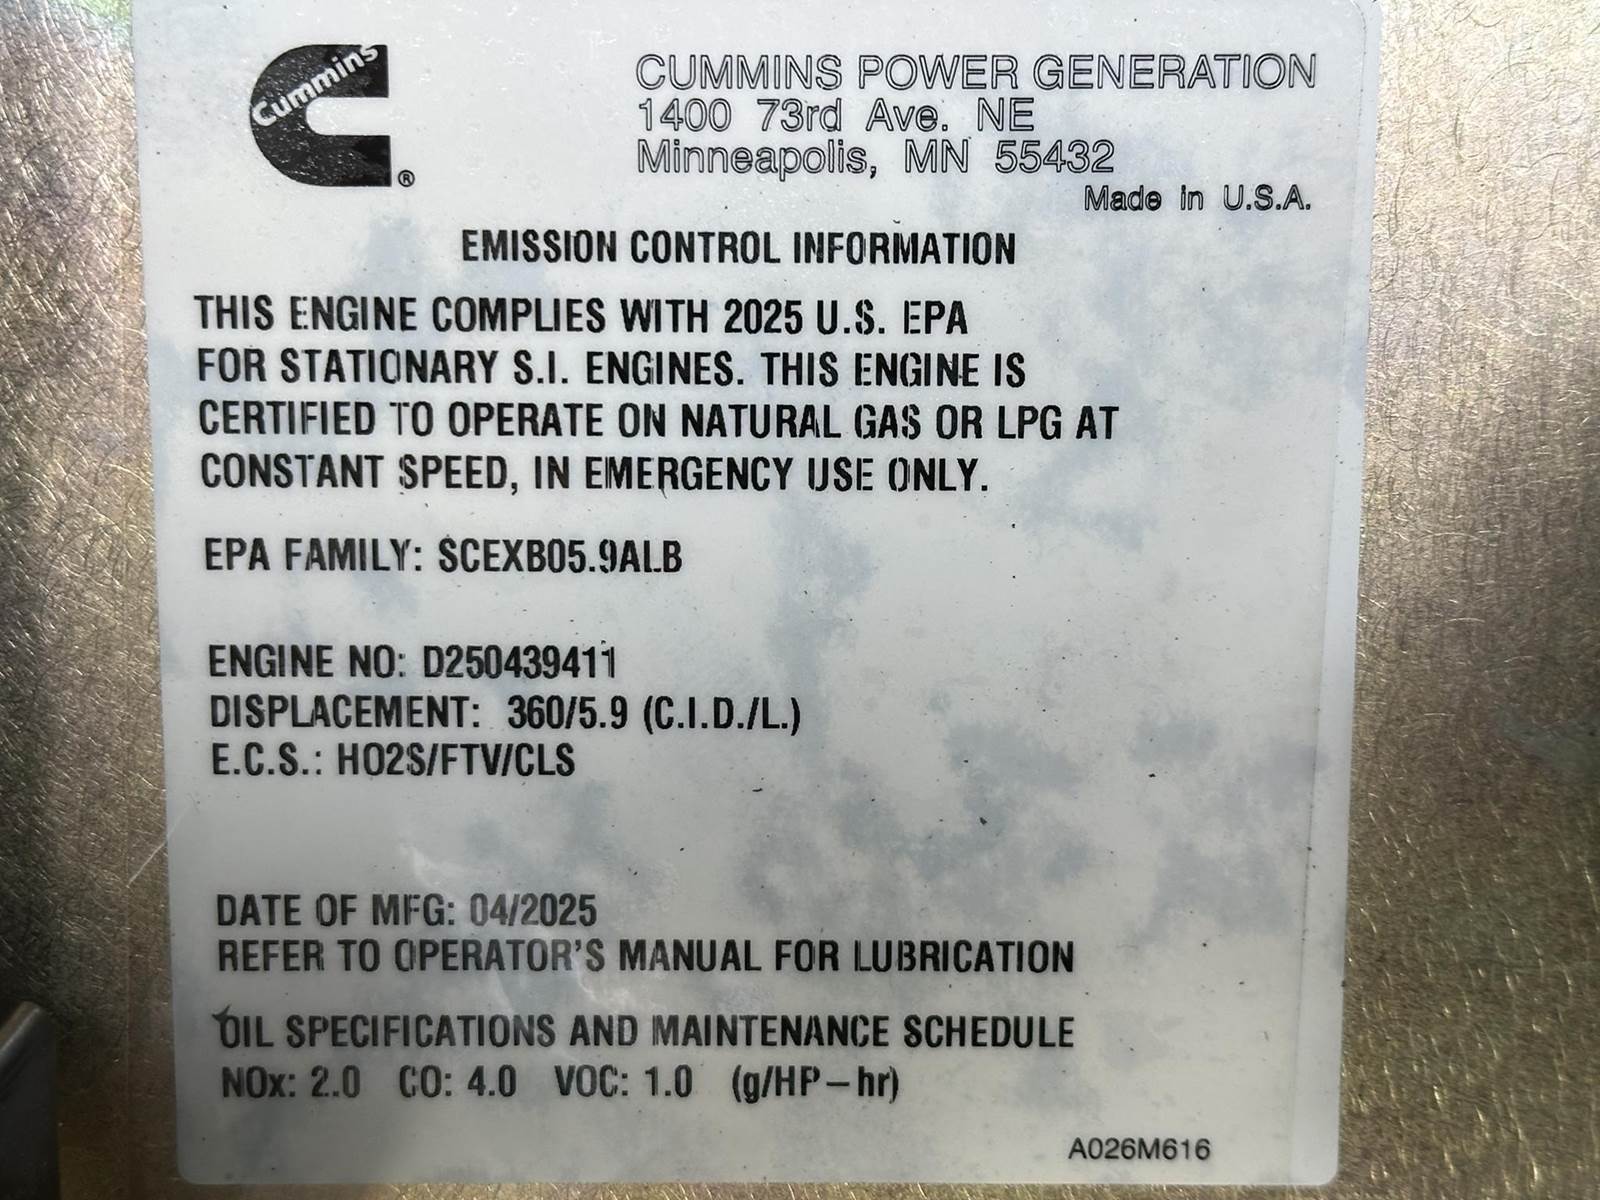 Cummins
®
CUMMINS POWER GENERATION
1400 73rd Ave. NE
Minneapolis, MN 55432
Made in U.S.A.
EMISSION CONTROL INFORMATION
THIS ENGINE COMPLIES WITH 2025 U.S. EPA
FOR STATIONARY S.I. ENGINES. THIS ENGINE IS
CERTIFIED TO OPERATE ON NATURAL GAS OR LPG AT
CONSTANT SPEED, IN EMERGENCY USE ONLY.
EPA FAMILY: SCEXB05.9ALB
ENGINE NO: D250439411
DISPLACEMENT: 360/5.9 (C.I.D./L.)
E.C.S.: HO2S/FTV/CLS
DATE OF MFG: 04/2025
REFER TO OPERATOR'S MANUAL FOR LUBRICATION
OIL SPECIFICATIONS AND MAINTENANCE SCHEDULE
NOx: 2.0 CO: 4.0 VOC: 1.0 (g/HP-hr)
A026M616